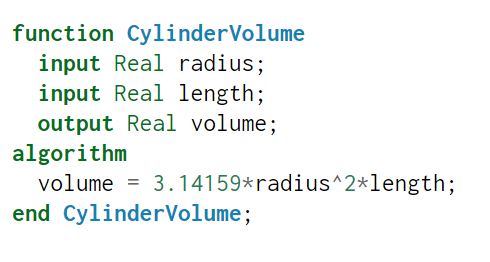 function CylinderVolume
  input Real radius;
  input Real length;
  output Real volume;
algorithm
  volume = 3.14159*radius^2*length;
end CylinderVolume;